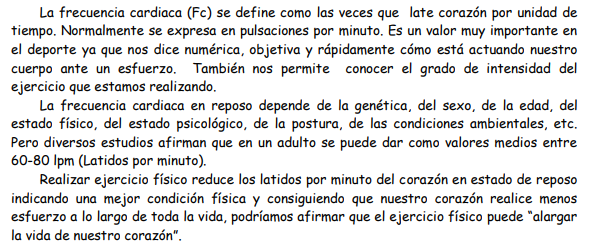 La frecuencia cardiaca (Fc) se define como las veces que late corazón por unidad de
tiempo. Normalmente se expresa en pulsaciones por minuto. Es un valor muy importante en
el deporte ya que nos dice numérica, objetiva y rápidamente cómo está actuando nuestro
cuerpo ante un esfuerzo. También nos permite conocer el grado de intensidad del
ejercicio que estamos realizando.
La frecuencia cardiaca en reposo depende de la genética, del sexo, de la edad, del
estado físico, del estado psicológico, de la postura, de las condiciones ambientales, etc.
Pero diversos estudios afirman que en un adulto se puede dar como valores medios entre
60-80 lpm (Latidos por minuto).
Realizar ejercicio físico reduce los latidos por minuto del corazón en estado de reposo
indicando una mejor condición física y consiguiendo que nuestro corazón realice menos
esfuerzo a lo largo de toda la vida, podríamos afirmar que el ejercicio físico puede “alargar
la vida de nuestro corazón”.